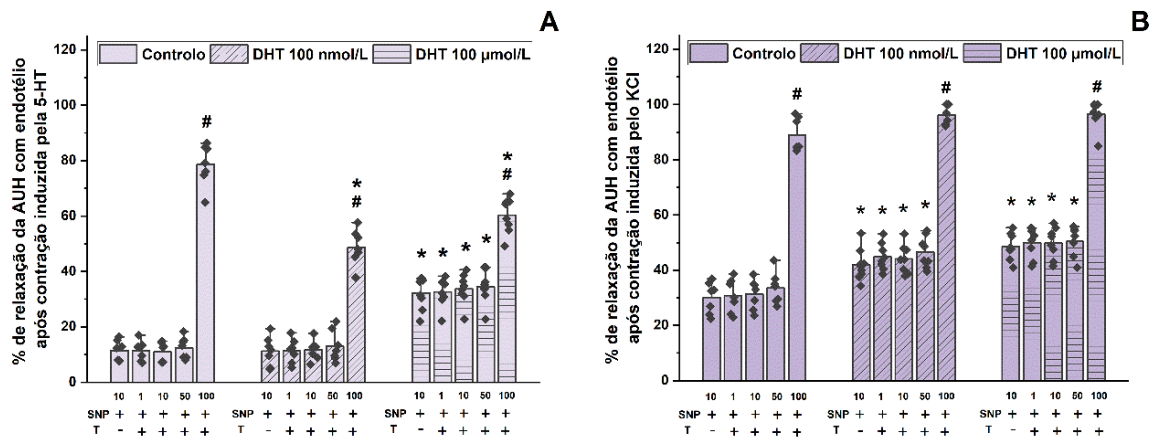 A
% de relaxação da AUH com endotélio
após contração induzida pela 5-HT
Controlo DHT 100 nmol/L DHT 100 µmol/L
120
100
80
60
40
20
0
#
* #
* * * * * #
10 1 10 50 100 10 1 10 50 100 10 1 10 50 100
SNP + + + + + SNP + + + + + SNP + + + + +
T - + + + + T - + + + + T - + + + +
B
% de relaxação da AUH com endotélio
após contração induzida pelo KCl
Controlo DHT 100 nmol/L DHT 100 µmol/L
120
100
80
60
40
20
0
# # #
* * * * * * * *
10 1 10 50 100 10 1 10 50 100 10 1 10 50 100
SNP + + + + + SNP + + + + + SNP + + + + +
T - + + + + T - + + + + T - + + + +